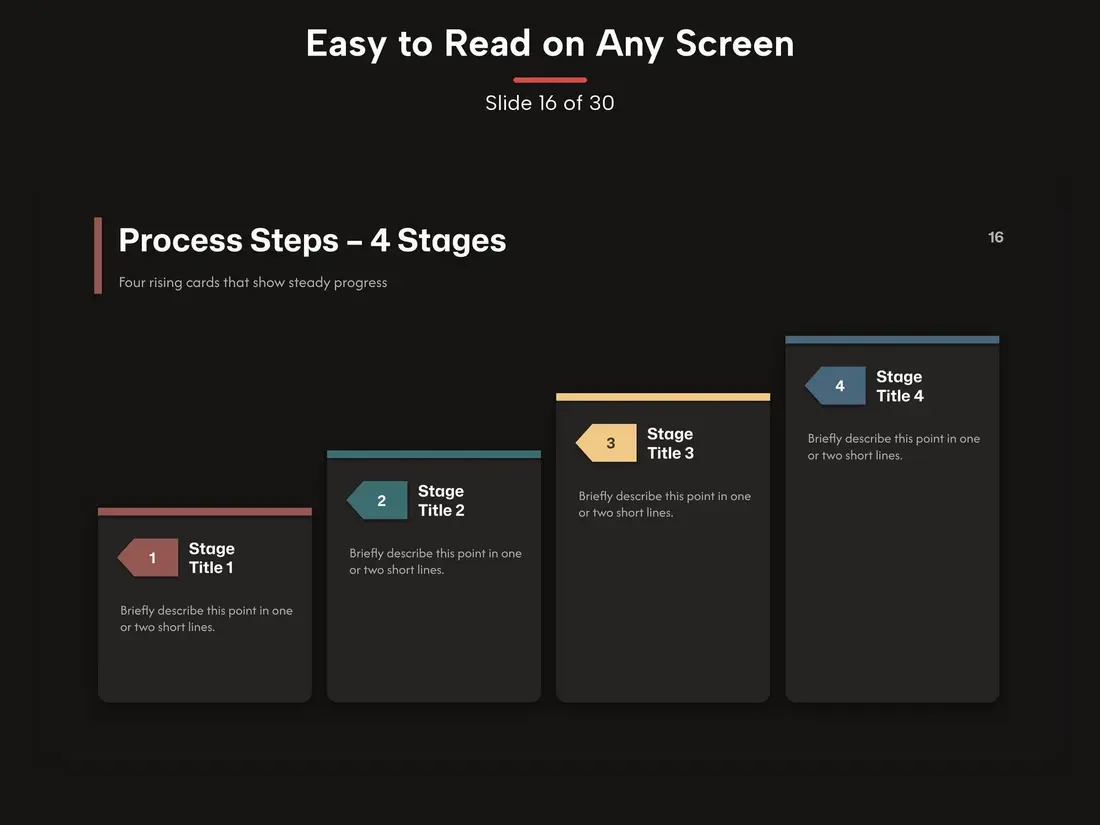 Easy to Read on Any Screen
Slide 16 of 30
Process Steps – 4 Stages
16
Four rising cards that show steady progress
1
Stage
Title 1
Briefly describe this point in one
or two short lines.
2
Stage
Title 2
Briefly describe this point in one
or two short lines.
3
Stage
Title 3
Briefly describe this point in one
or two short lines.
4
Stage
Title 4
Briefly describe this point in one
or two short lines.